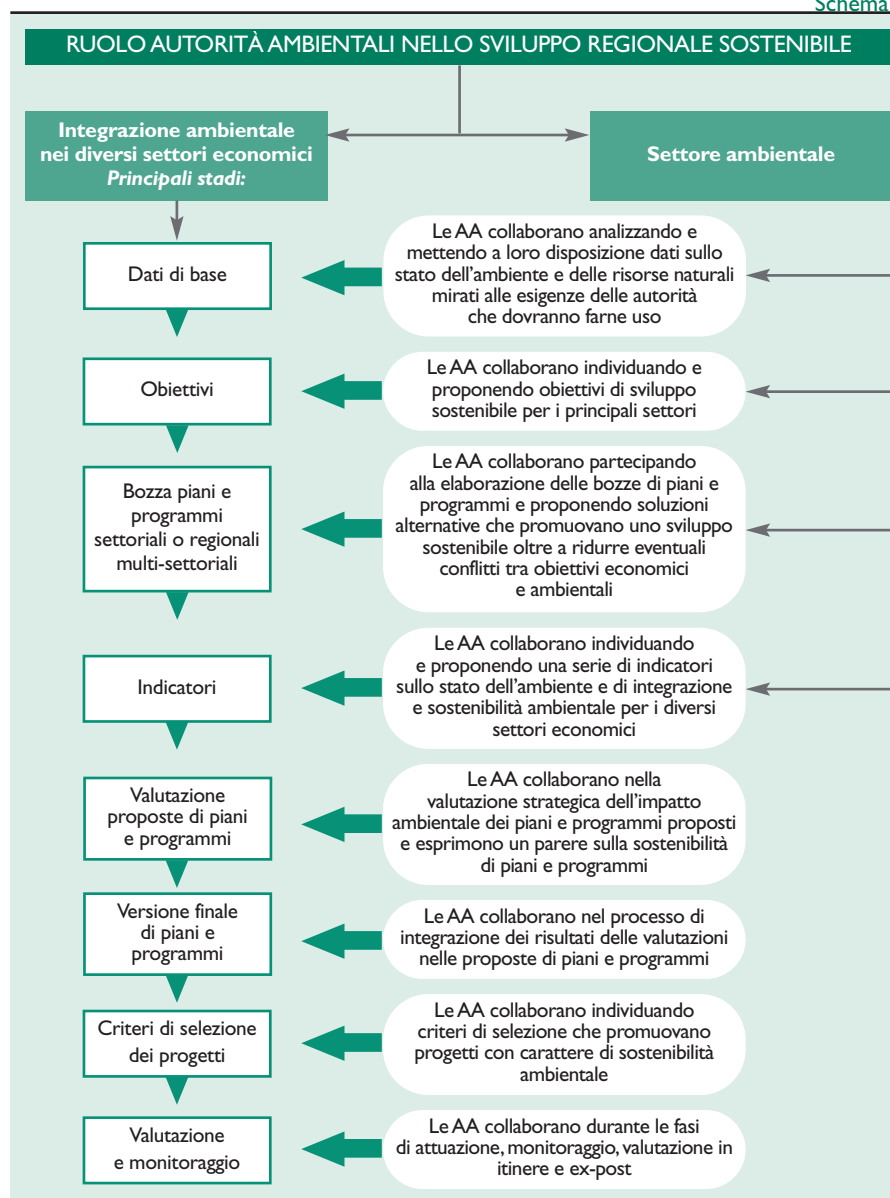 Schema
RUOLO AUTORITÀ AMBIENTALI NELLO SVILUPPO REGIONALE SOSTENIBILE
Integrazione ambientale
nei diversi settori economici
Principali stadi:
Settore ambientale
Dati di base
Le AA collaborano analizzando e
mettendo a loro disposizione dati sullo
stato dell'ambiente e delle risorse naturali
mirati alle esigenze delle autorità
che dovranno farne uso
Obiettivi
Le AA collaborano individuando e
proponendo obiettivi di sviluppo
sostenibile per i principali settori
Bozza piani e
programmi
settoriali o regionali
multi-settoriali
Le AA collaborano partecipando
alla elaborazione delle bozze di piani e
programmi e proponendo soluzioni
alternative che promuovano uno sviluppo
sostenibile oltre a ridurre eventuali
conflitti tra obiettivi economici
e ambientali
Indicatori
Le AA collaborano individuando
e proponendo una serie di indicatori
sullo stato dell'ambiente e di integrazione
e sostenibilità ambientale per i diversi
settori economici
Valutazione
proposte di piani
e programmi
Le AA collaborano nella
valutazione strategica dell'impatto
ambientale dei piani e programmi proposti
e esprimono un parere sulla sostenibilità
di piani e programmi
Versione finale
di piani e
programmi
Le AA collaborano nel processo di
integrazione dei risultati delle valutazioni
nelle proposte di piani e programmi
Criteri di selezione
dei progetti
Le AA collaborano individuando
criteri di selezione che promuovano
progetti con carattere di sostenibilità
ambientale
Valutazione
e monitoraggio
Le AA collaborano durante le fasi
di attuazione, monitoraggio, valutazione in
itinere e ex-post